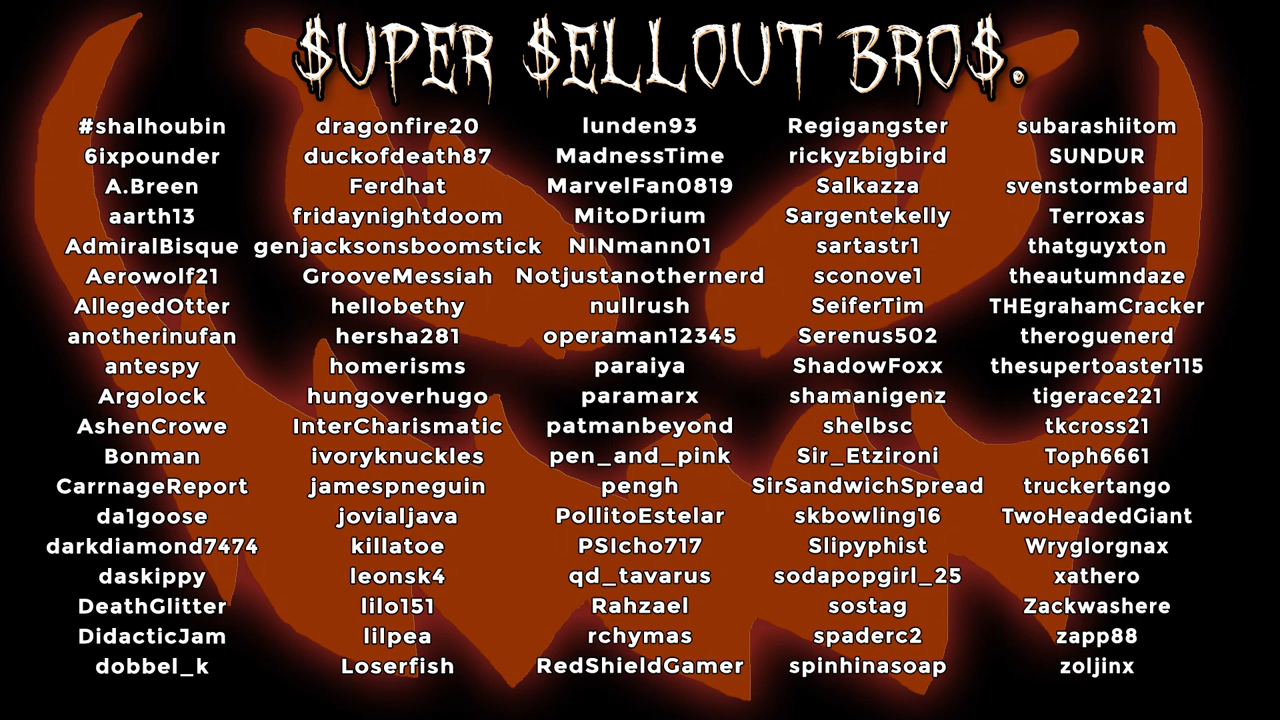 $UPER $ELLOUT BRO$.
#shalhoubin
6ixpounder
A.Breen
aarth13
AdmiralBisque
Aerowolf21
AllegedOtter
anotherinufan
antespy
Argolock
AshenCrowe
Bonman
CarrnageReport
da1goose
darkdiamond7474
daskippy
DeathGlitter
DidacticJam
dobbel_k
dragonfire20
duckofdeath87
Ferdhat
fridaynightdoom
genjacksonsboomstick
GrooveMessiah
hellobethy
hersha281
homerisms
hungoverhugo
InterCharismatic
ivoryknuckles
jamespneguin
jovialjava
killatoe
leonsk4
lilo151
lilpea
Loserfish
lunden93
MadnessTime
MarvelFan0819
MitoDrium
NINmann01
Notjustanothernerd
nullrush
operaman12345
paraiya
paramarx
patmanbeyond
pen_and_pink
pengh
PollitoEstelar
PSIcho717
qd_tavarus
Rahzael
rchymas
RedShieldGamer
Regigangster
rickyzbigbird
Salkazza
Sargentekelly
sartastr1
sconove1
SeiferTim
Serenus502
ShadowFoxx
shamanigenz
shelbsc
Sir_Etzironi
SirSandwichSpread
skbowling16
Slipyphist
sodapopgirl_25
sostag
spaderc2
spinhinasoap
subarashiitom
SUNDUR
svenstormbeard
Terroxas
thatguyxton
theautumndaze
THEgrahamCracker
theroguenerd
thesupertoaster115
tigerace221
tkcross21
Toph6661
truckertango
TwoHeadedGiant
Wryglorgnax
xathero
Zackwashere
zapp88
zoljinx